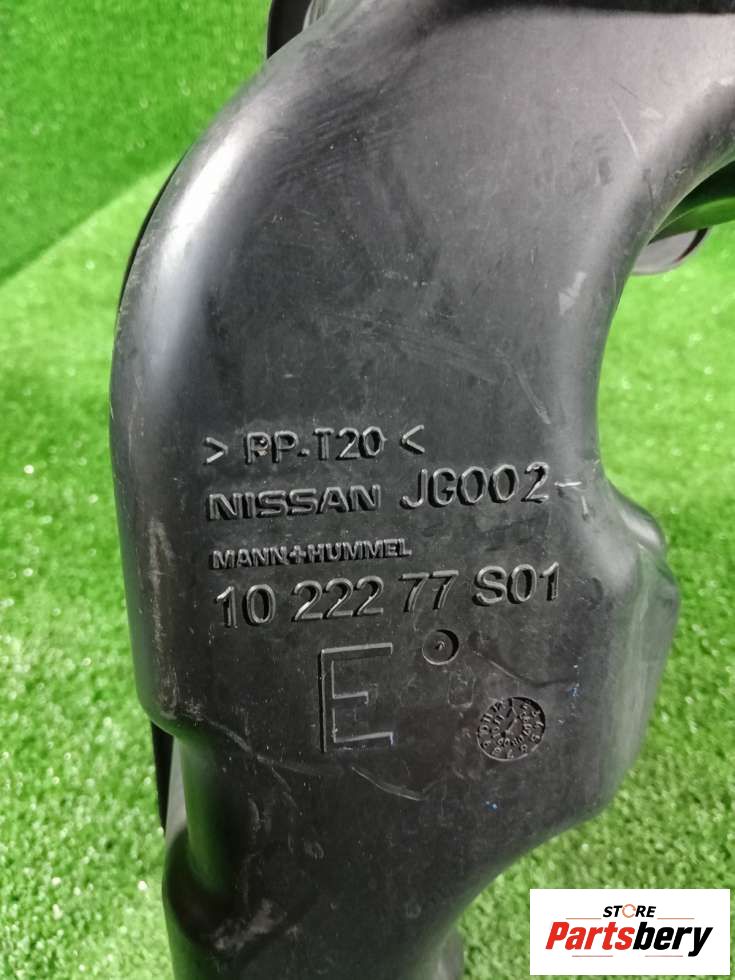 > PP-T20 <
NISSAN JG002
MANN+HUMMEL
10 222 77 S01
E
STORE
Partsbery